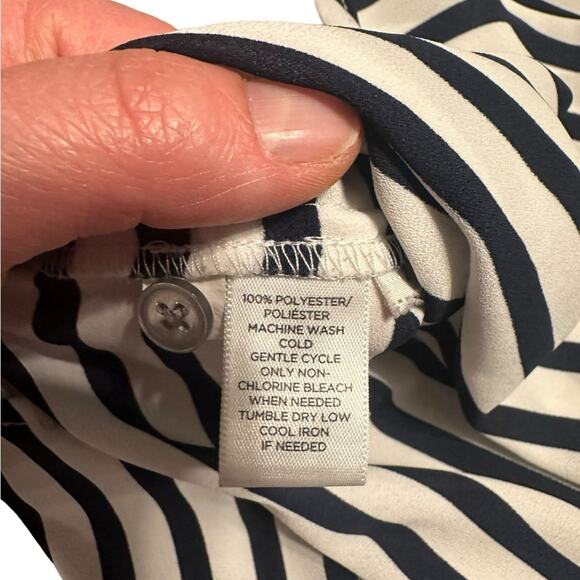 100% POLYESTER/
POLIÉSTER
MACHINE WASH
COLD
GENTLE CYCLE
ONLY NON-
CHLORINE BLEACH
WHEN NEEDED
TUMBLE DRY LOW
COOL IRON
IF NEEDED